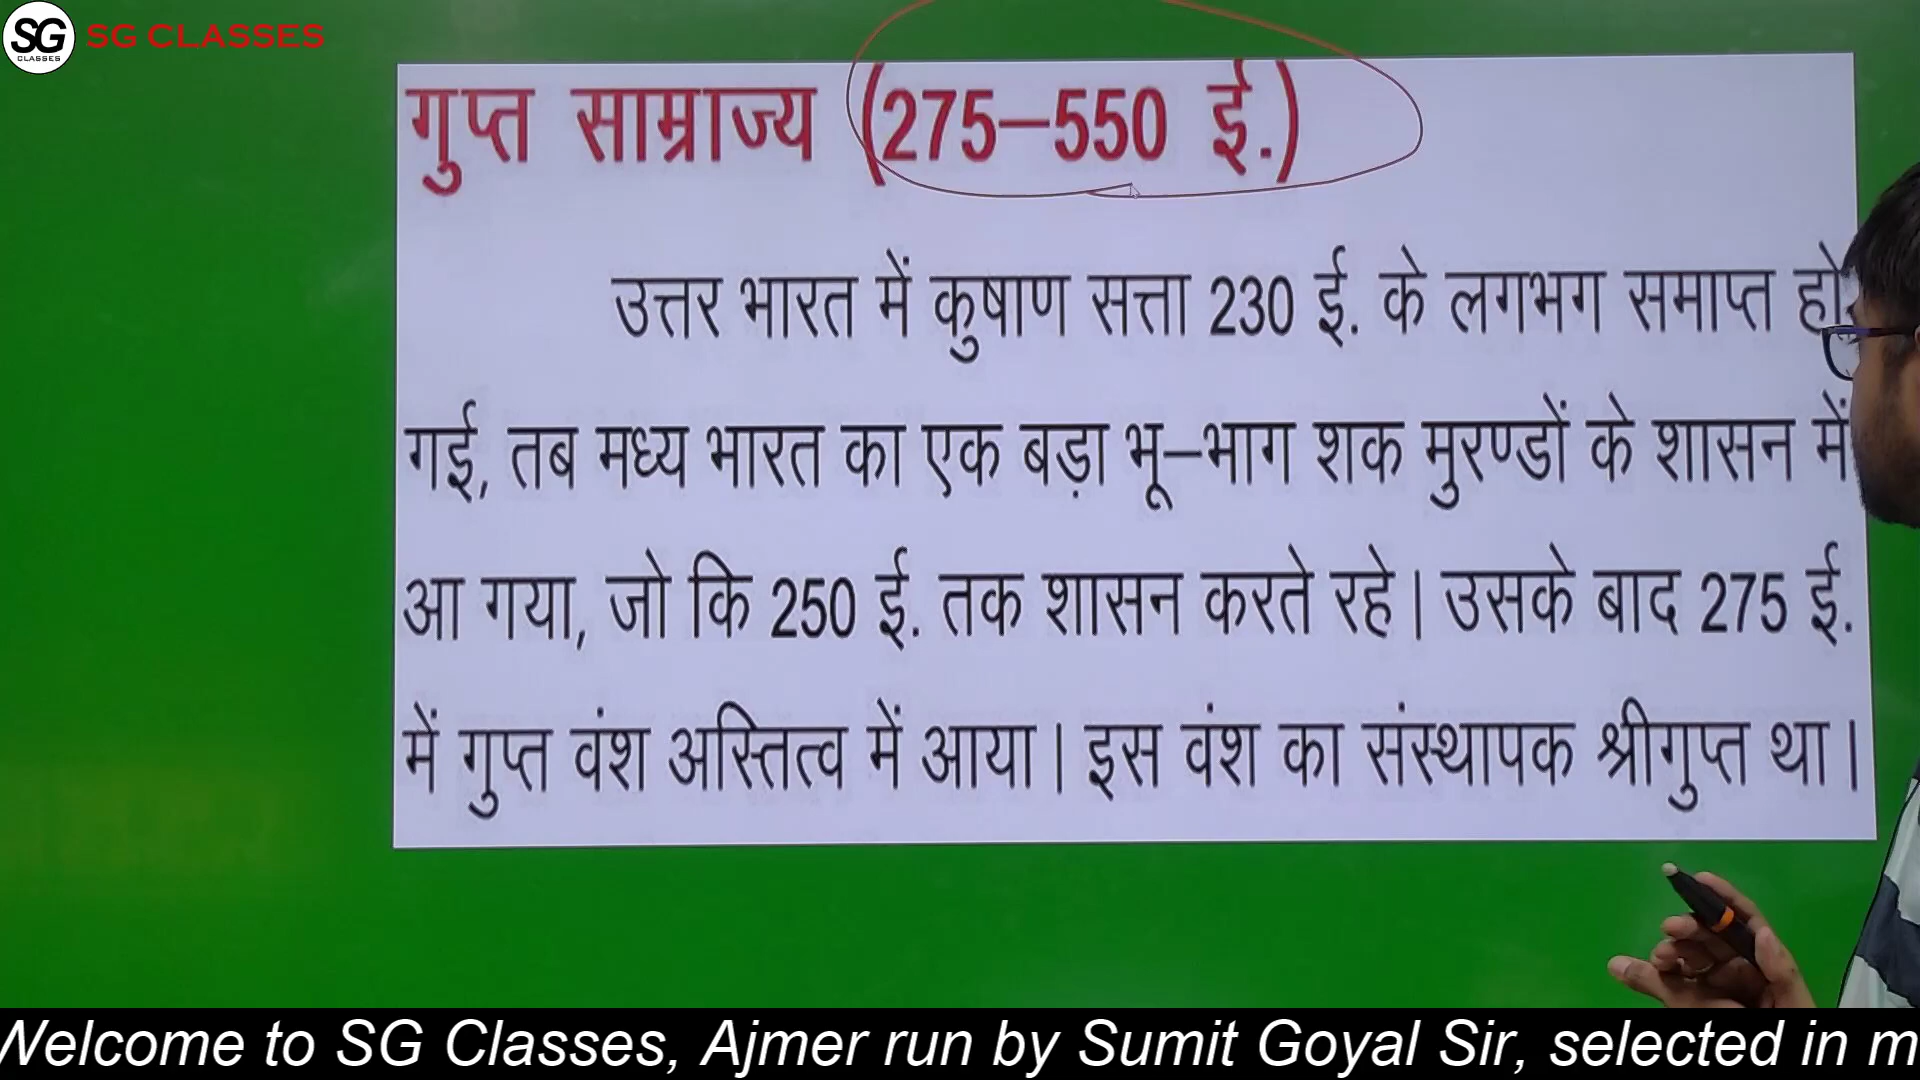 SG
CLASSES
SG CLASSES
गुप्त साम्राज्य (275–550 ई.)
उत्तर भारत में कुषाण सत्ता 230 ई. के लगभग समाप्त हो
गई, तब मध्य भारत का एक बड़ा भू–भाग शक मुरण्डों के शासन में
आ गया, जो कि 250 ई. तक शासन करते रहे। उसके बाद 275 ई.
में गुप्त वंश अस्तित्व में आया। इस वंश का संस्थापक श्रीगुप्त था।
Welcome to SG Classes, Ajmer run by Sumit Goyal Sir, selected in m